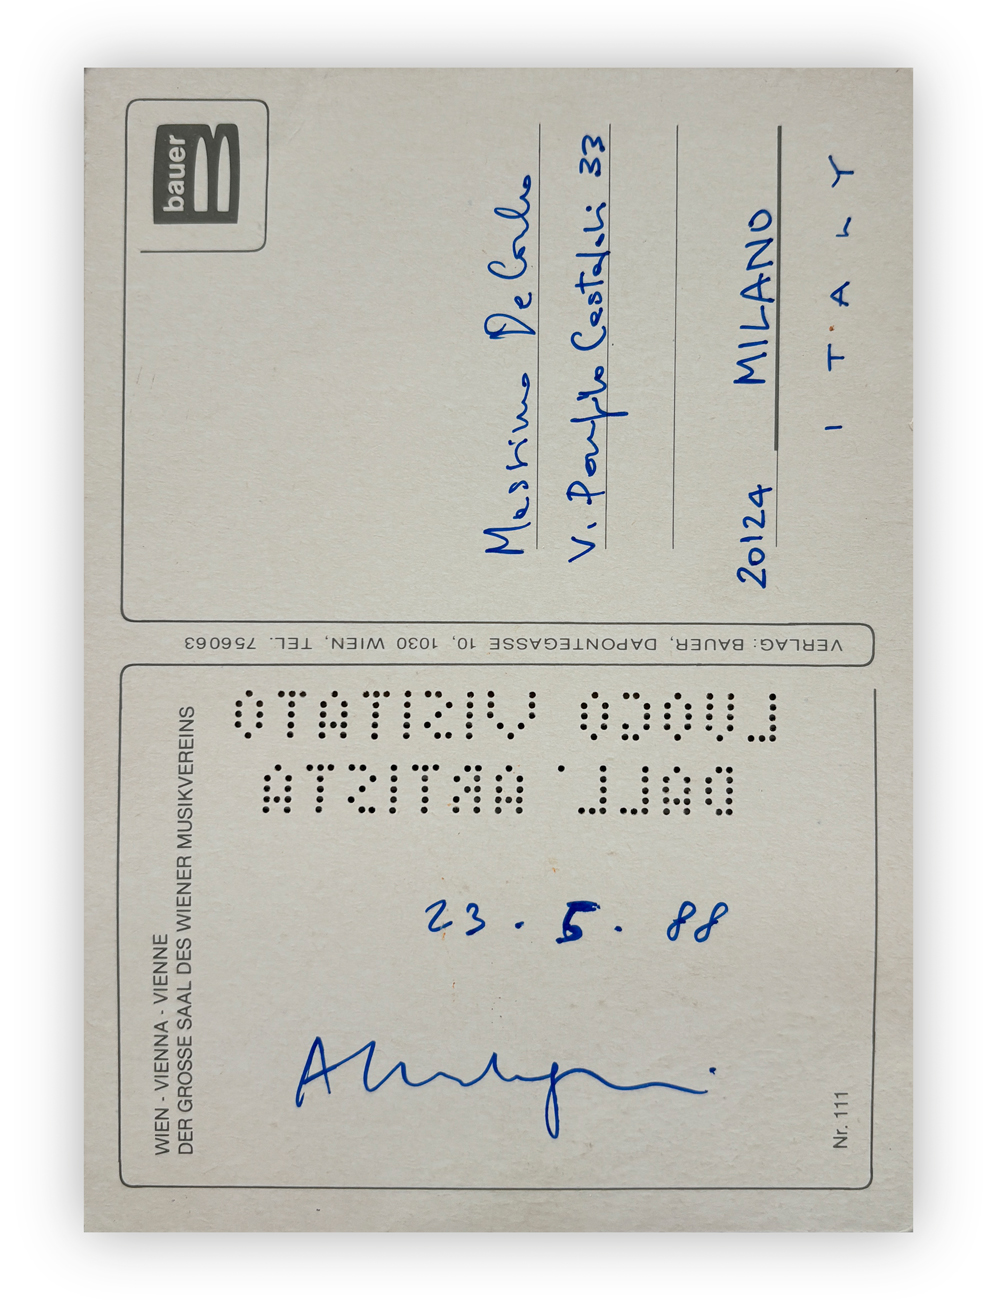 WIEN - VIENNA - VIENNE
DER GROSSE SAAL DES WIENER MUSIKVEREINS
LUOGO VISITATO
DALL' ARTISTA
23.5.88
Nr. 111
VERLAG: BAUER, DAPONTEGASSE 10, 1030 WIEN, TEL. 756063
bauer
Massimo De Carlo
V. Panfilo Castaldi 33
20124 MILANO
ITALY